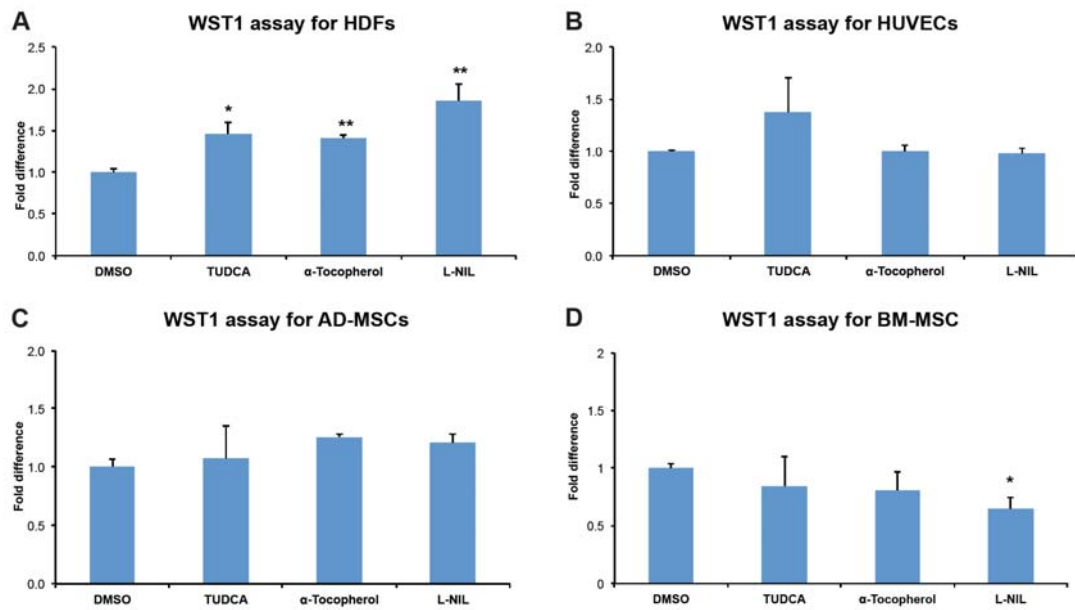 A
WST1 assay for HDFs
Fold difference
2.5
2.0
1.5
1.0
0.5
0.0
*
**
**
DMSO TUDCA α-Tocopherol L-NIL
B
WST1 assay for HUVECs
Fold difference
2.0
1.5
1.0
0.5
0.0
DMSO TUDCA α-Tocopherol L-NIL
C
WST1 assay for AD-MSCs
Fold difference
2.0
1.5
1.0
0.5
0.0
DMSO TUDCA α-Tocopherol L-NIL
D
WST1 assay for BM-MSC
Fold difference
2
1.5
1
0.5
0
*
DMSO TUDCA α-Tocopherol L-NIL